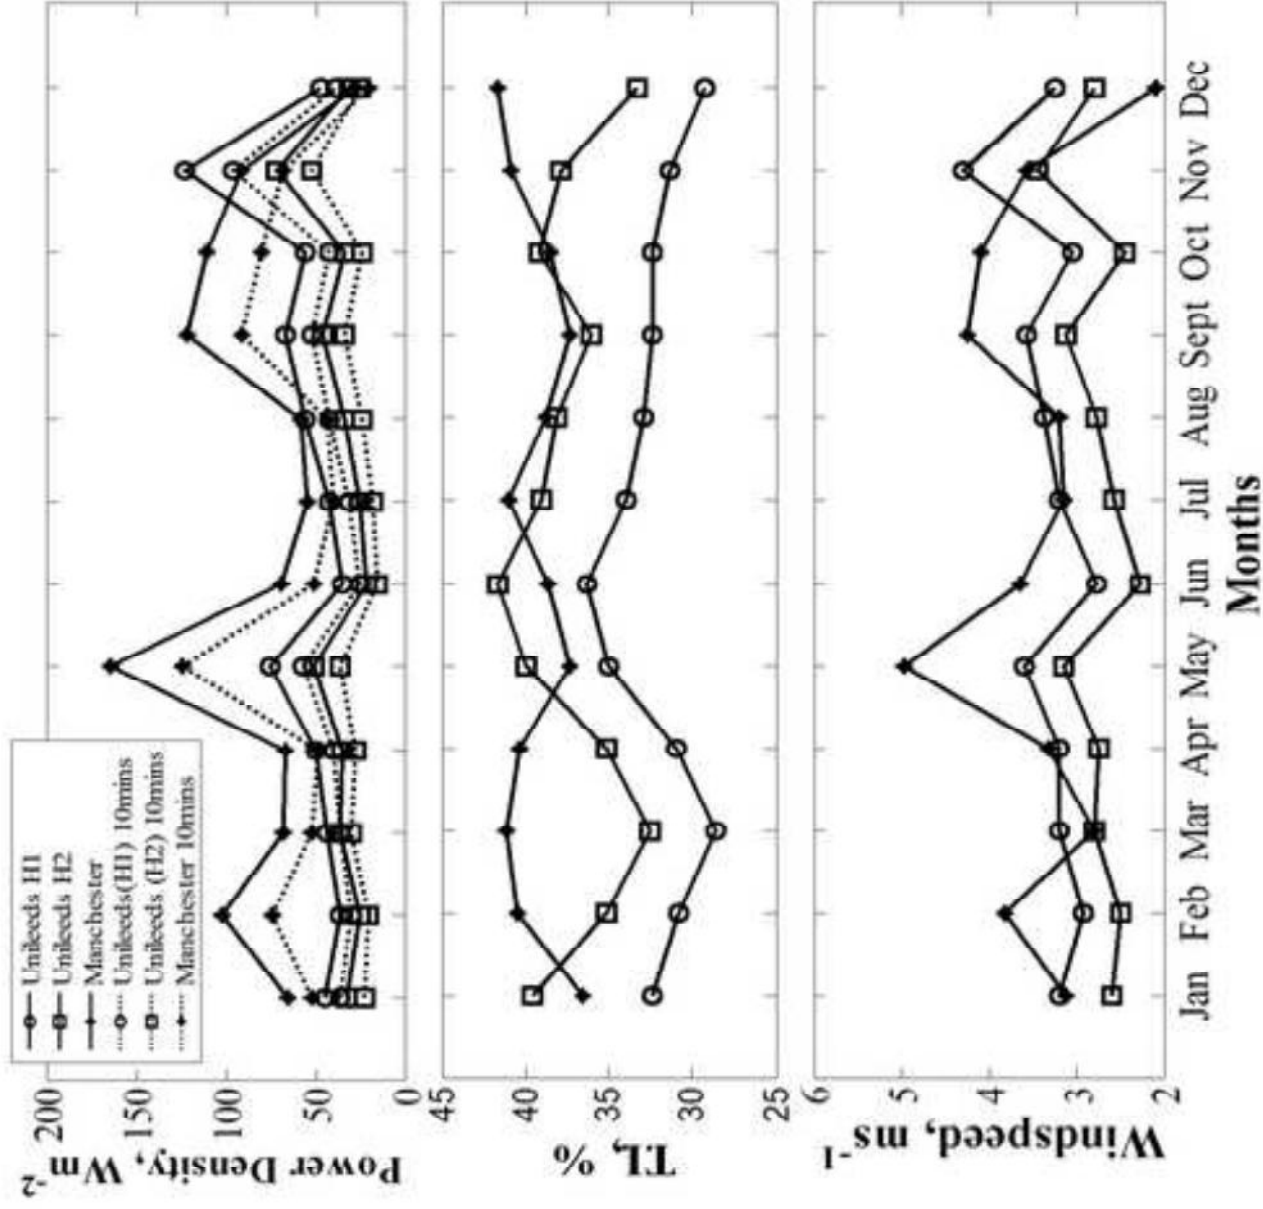 Unileeds H1
Unileeds H2
Manchester
Unileeds(H1) 10mins
Unileeds (H2) 10mins
Manchester 10mins
200
150
100
50
0
Power Density, Wm-2
45
40
35
30
25
T.I, %
6
5
4
3
2
Windspeed, ms-1
Jan Feb Mar Apr May Jun Jul Aug Sept Oct Nov Dec
Months